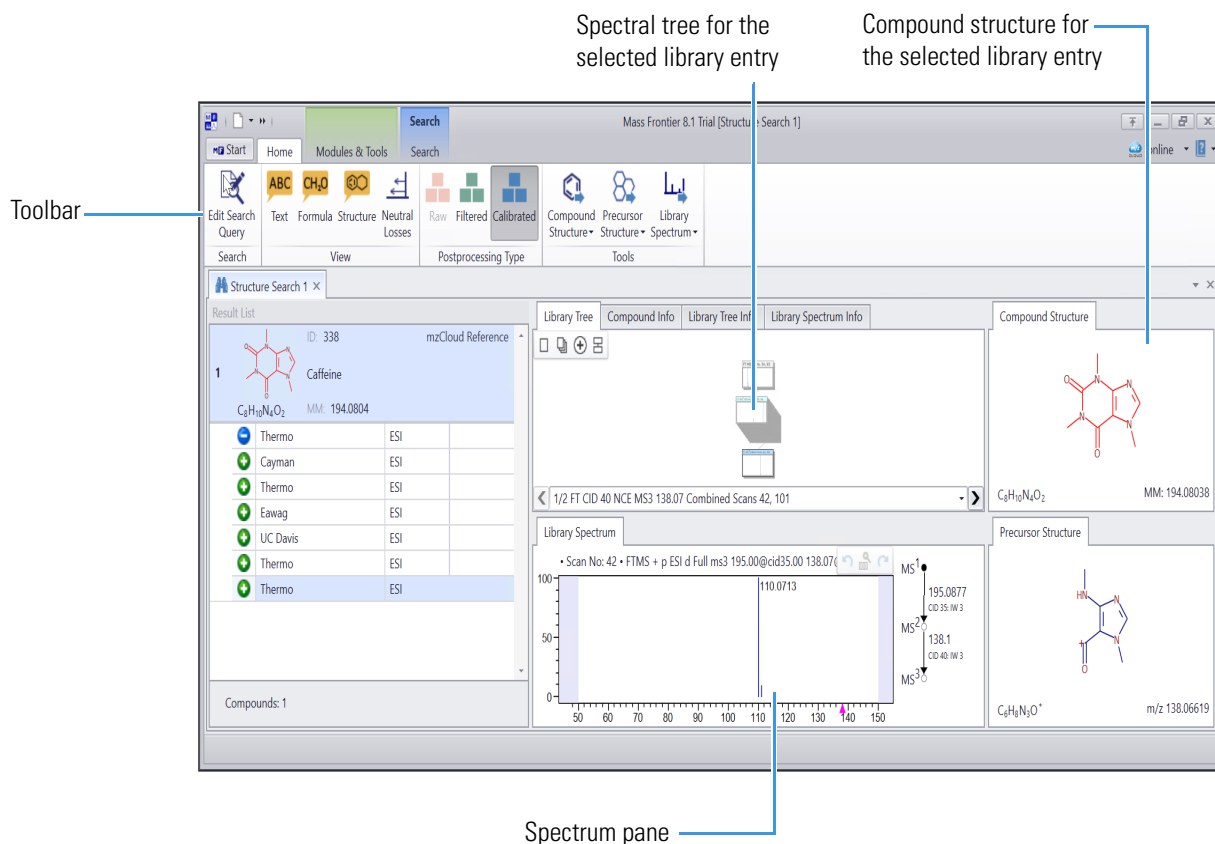 Spectral tree for the
selected library entry
Compound structure for
the selected library entry
Toolbar
Search
Mass Frontier 8.1 Trial [Structure Search 1]
Start
Home
Modules & Tools
Search
online
ABC
CH₂O
Edit Search
Query
Text
Formula
Structure
Neutral
Losses
Raw
Filtered
Calibrated
Compound
Structure
Precursor
Structure
Library
Spectrum
Search
View
Postprocessing Type
Tools
Structure Search 1
Result List
1
ID: 338
mzCloud Reference
Caffeine
C₈H₁₀N₄O₂
MM: 194.0804
Thermo ESI
Cayman ESI
Thermo ESI
Eawag ESI
UC Davis ESI
Thermo ESI
Thermo ESI
Compounds: 1
Library Tree
Compound Info
Library Tree Info
Library Spectrum Info
1/2 FT CID 40 NCE MS3 138.07 Combined Scans 42, 101
Library Spectrum
• Scan No: 42 • FTMS + p ESI d Full ms3 195.00@cid35.00 138.07
100
50
0
110.0713
50 60 70 80 90 100 110 120 130 140 150
MS¹
195.0877
CID 35: IW 3
MS²
138.1
CID 40: IW 3
MS³
Compound Structure
O
N
N
N
N
O
C₈H₁₀N₄O₂
MM: 194.08038
Precursor Structure
HN
N
N
O
C₆H₈N₃O⁺
m/z 138.06619
Spectrum pane